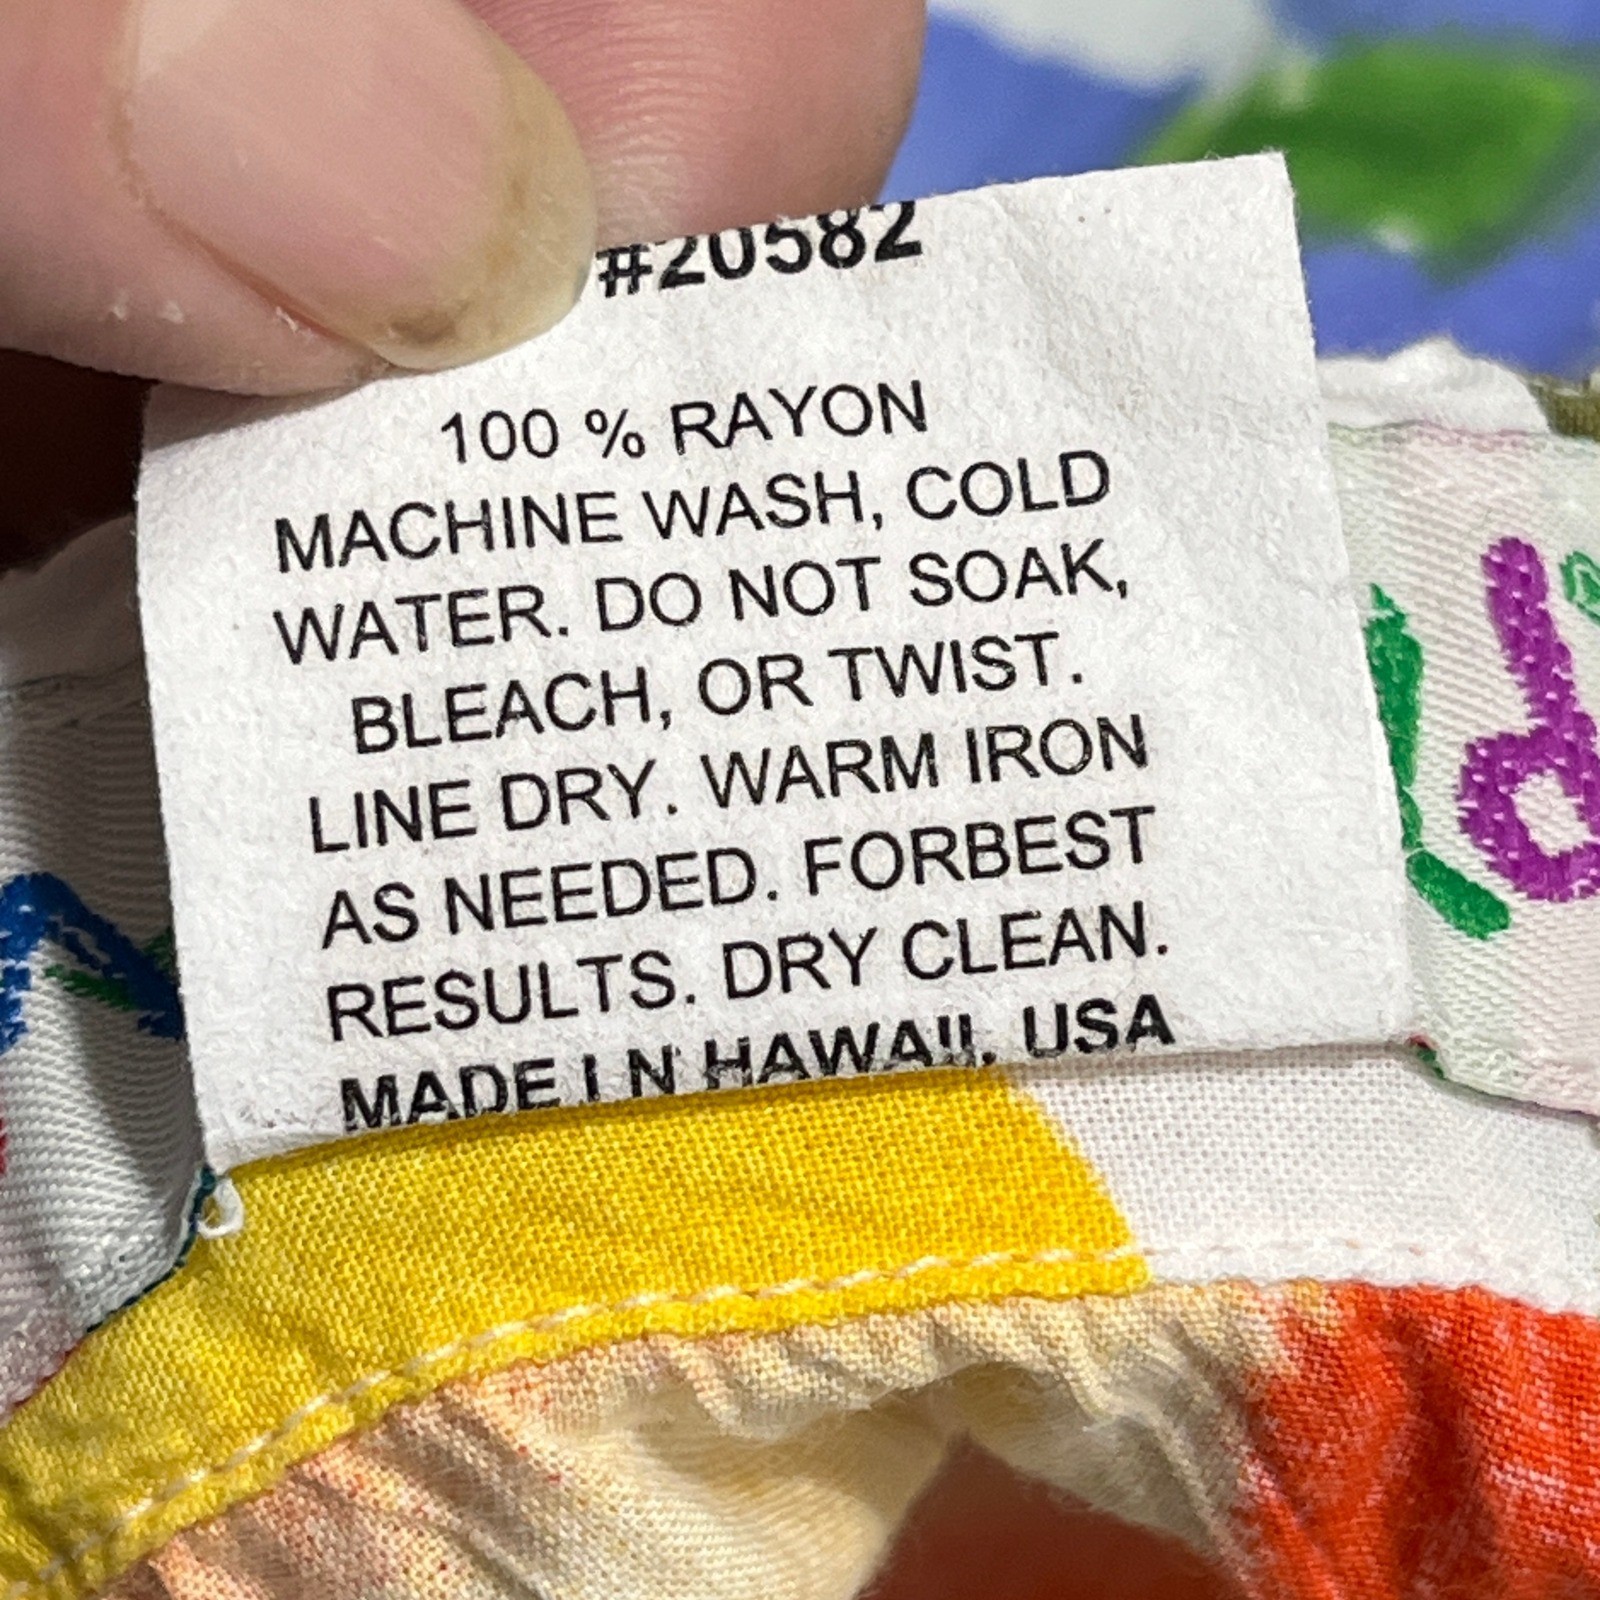 #20582
100 % RAYON
MACHINE WASH, COLD
WATER. DO NOT SOAK,
BLEACH, OR TWIST.
LINE DRY. WARM IRON
AS NEEDED. FORBEST
RESULTS. DRY CLEAN.
MADE I N HAWAII, USA